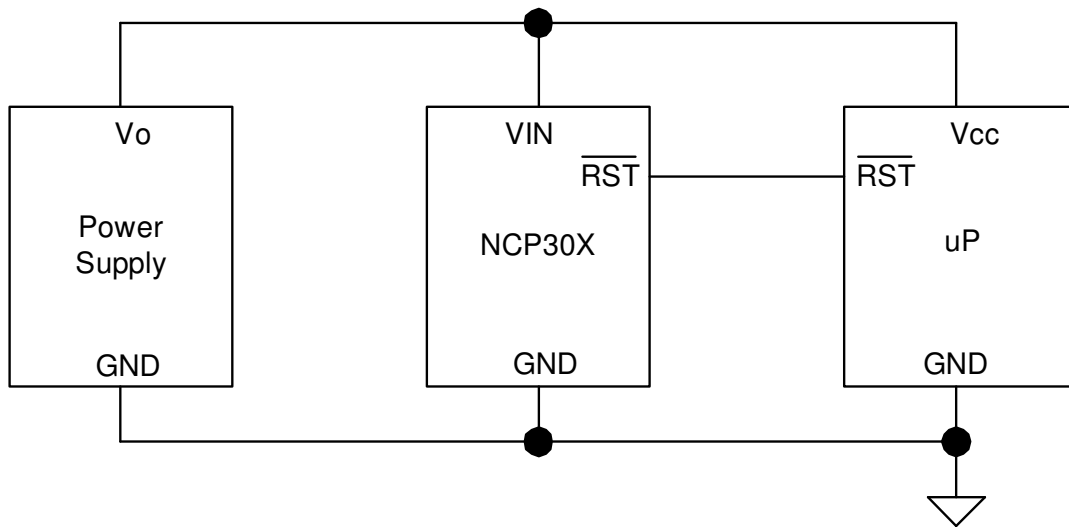 Vo
Power
Supply
GND
VIN
RST
NCP30X
GND
Vcc
RST
uP
GND